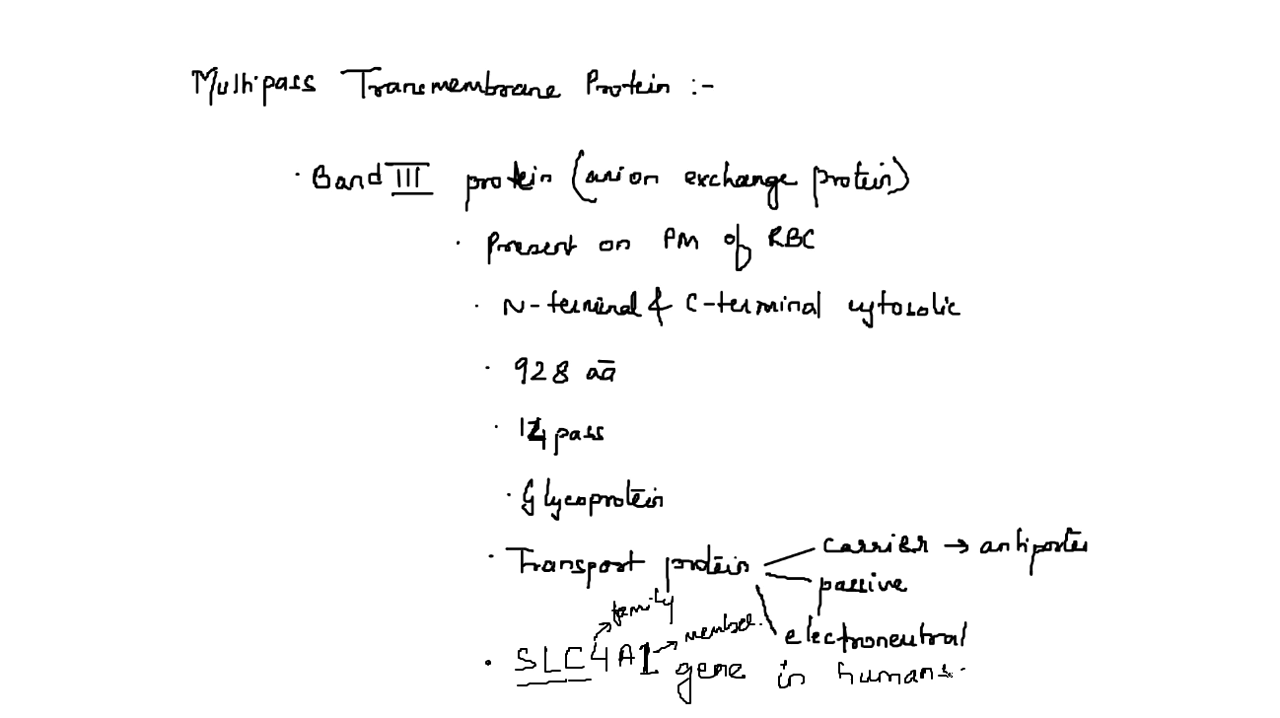 Multipass Transmembrane Protein :-
· Band III protein (anion exchange protein)
· Present on PM of RBC
· N-terminal & C-terminal cytosolic
· 928 aā
· 14 pass
· Glycoprotein
· Transport protein carrier → antiporter
passive
electroneutral
family
member
· SLC4A1 gene in humans.